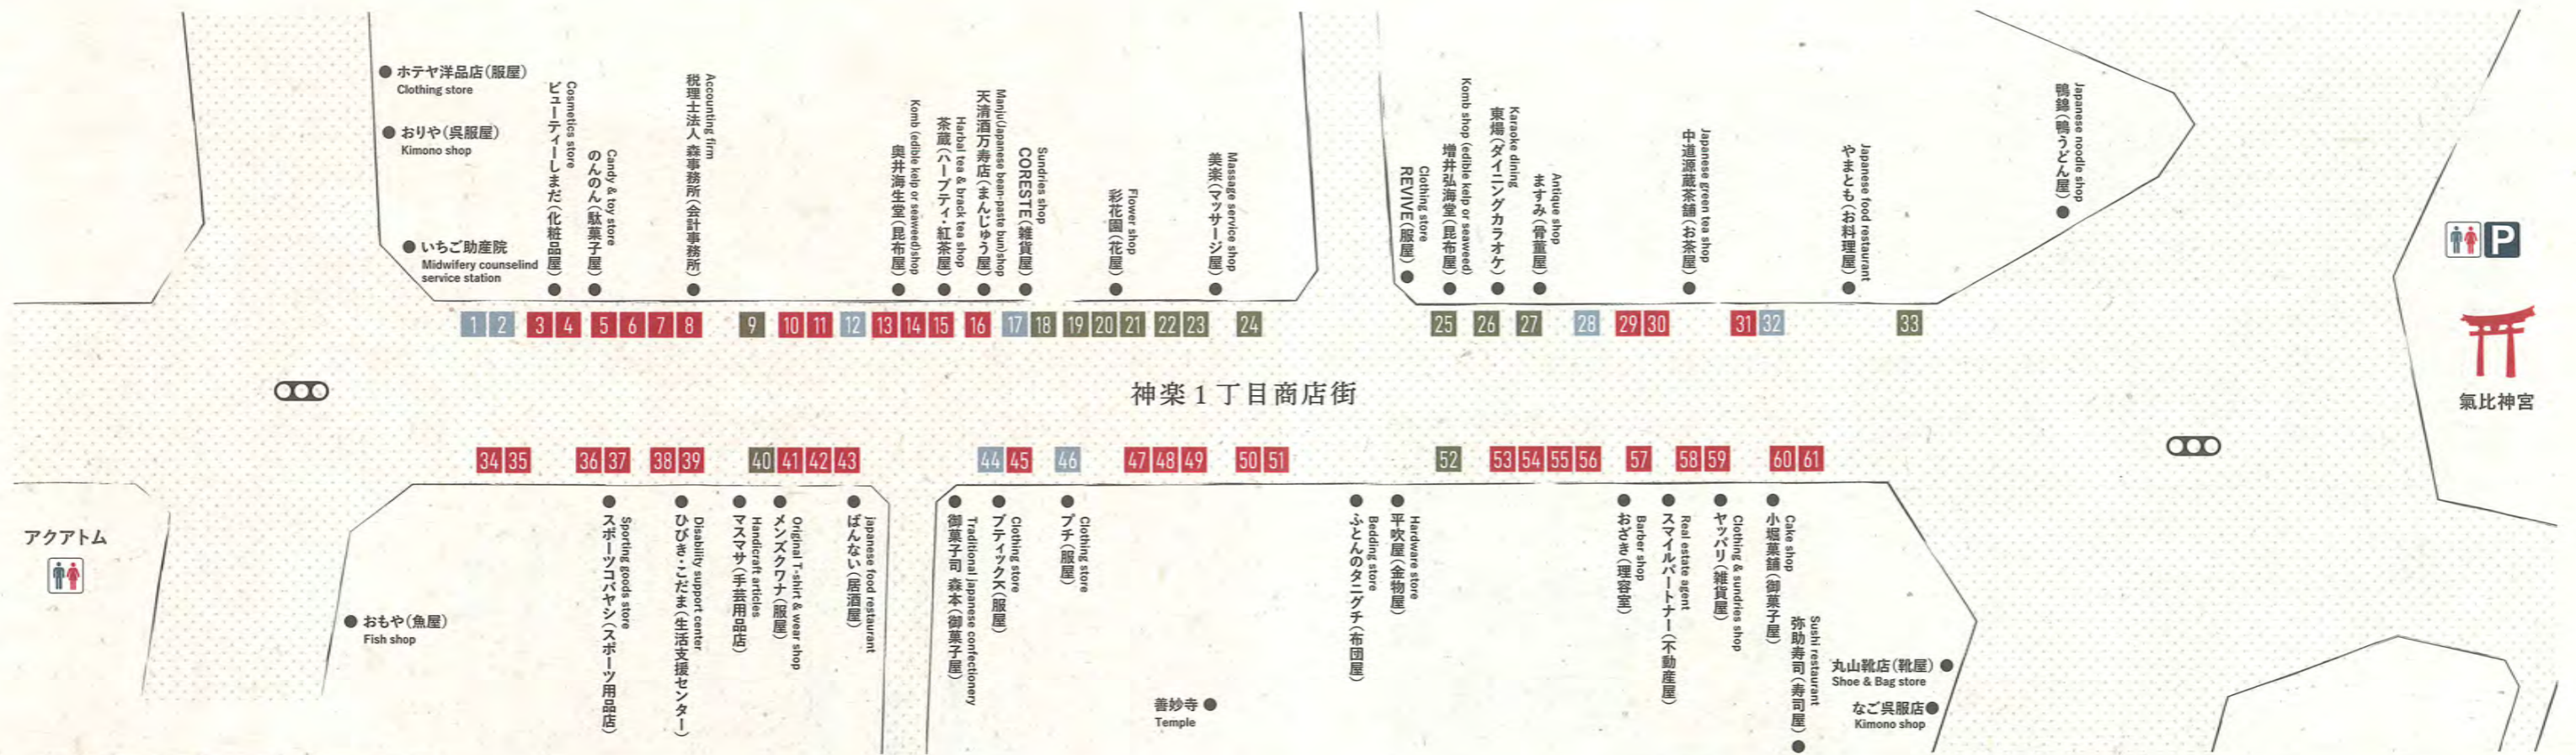 ホテヤ洋品店(服屋)
Clothing store
おりや(呉服屋)
Kimono shop
いちご助産院
Midwifery counselind
service station
Cosmetics store
ビューティーしまだ(化粧品屋)
Candy & toy store
のんのん(駄菓子屋)
Accounting firm
税理士法人 森事務所(会計事務所)
Komb (edible kelp or seaweed)shop
奥井海生堂(昆布屋)
Harbal tea & brack tea shop
茶蔵(ハーブティ・紅茶屋)
Manju(Japanese bean-paste bun)shop
天清酒万寿店(まんじゅう屋)
Sundries shop
CORESTE(雑貨屋)
Flower shop
彩花園(花屋)
Massage service shop
美楽(マッサージ屋)
Clothing store
REVIVE(服屋)
Komb shop (edible kelp or seaweed)
増井弘海堂(昆布屋)
Karaoke dining
東場(ダイニングカラオケ)
Antique shop
ますみ(骨董屋)
Japanese green tea shop
中道源蔵茶舗(お茶屋)
Japanese food restaurant
やまとも(お料理屋)
Japanese noodle shop
鴨錦(鴨うどん屋)
1 2 3 4 5 6 7 8 9 10 11 12 13 14 15 16 17 18 19 20 21 22 23 24 25 26 27 28 29 30 31 32 33
P
氣比神宮
神楽1丁目商店街
34 35 36 37 38 39 40 41 42 43 44 45 46 47 48 49 50 51 52 53 54 55 56 57 58 59 60 61
アクアトム
おもや(魚屋)
Fish shop
Sporting goods store
スポーツコバヤシ(スポーツ用品店)
Disability support center
ひびき・こだま(生活支援センター)
Handicraft articles
マスマサ(手芸用品店)
Original T-shirt & wear shop
メンズクワナ(服屋)
japanese food restaurant
ばんない(居酒屋)
Traditional japanese confectionery
御菓子司 森本(御菓子屋)
Clothing store
ブティックK(服屋)
Clothing store
プチ(服屋)
善妙寺
Temple
Bedding store
ふとんのタニグチ(布団屋)
Hardware store
平吹屋(金物屋)
Barber shop
おざき(理容室)
Real estate agent
スマイルパートナー(不動産屋)
Clothing & sundries shop
ヤッパリ(雑貨屋)
Cake shop
小堀菓舗(御菓子屋)
Sushi restaurant
弥助寿司(寿司屋)
丸山靴店(靴屋)
Shoe & Bag store
なご呉服店
Kimono shop